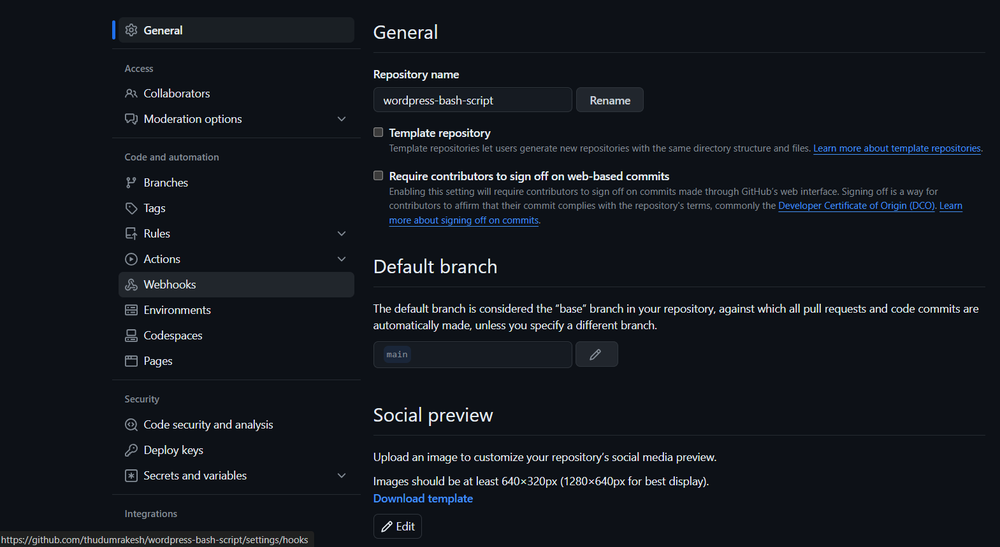 General
Access
Collaborators
Moderation options
Code and automation
Branches
Tags
Rules
Actions
Webhooks
Environments
Codespaces
Pages
Security
Code security and analysis
Deploy keys
Secrets and variables
Integrations
https://github.com/thudumrakesh/wordpress-bash-script/settings/hooks
General
Repository name
wordpress-bash-script
Rename
Template repository
Template repositories let users generate new repositories with the same directory structure and files. Learn more about template repositories.
Require contributors to sign off on web-based commits
Enabling this setting will require contributors to sign off on commits made through GitHub's web interface. Signing off is a way for
contributors to affirm that their commit complies with the repository's terms, commonly the Developer Certificate of Origin (DCO). Learn
more about signing off on commits.
Default branch
The default branch is considered the “base” branch in your repository, against which all pull requests and code commits are
automatically made, unless you specify a different branch.
main
Social preview
Upload an image to customize your repository’s social media preview.
Images should be at least 640×320px (1280×640px for best display).
Download template
Edit